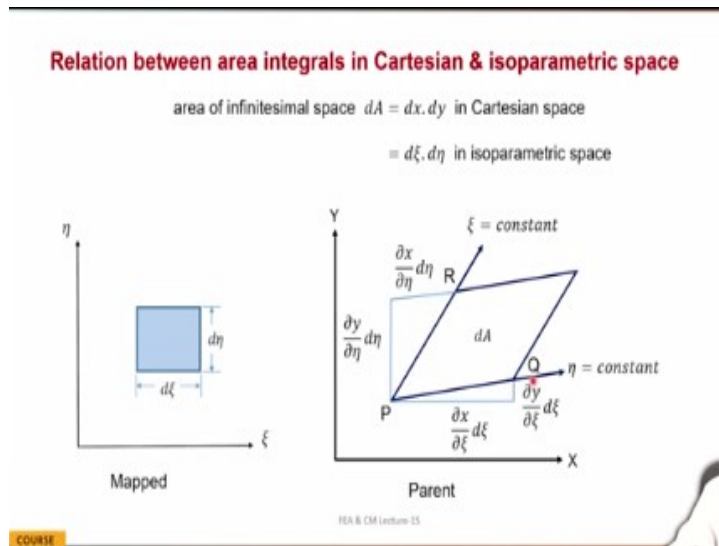 Relation between area integrals in Cartesian & isoparametric space
area of infinitesimal space dA = dx.dy in Cartesian space
= dξ.dη in isoparametric space
η
dη
dξ
ξ
Mapped
Y
ξ = constant
∂x/∂η dη
R
∂y/∂η dη
dA
Q
η = constant
P
∂x/∂ξ dξ
∂y/∂ξ dξ
X
Parent
FEA & CM Lecture-15
COURSE